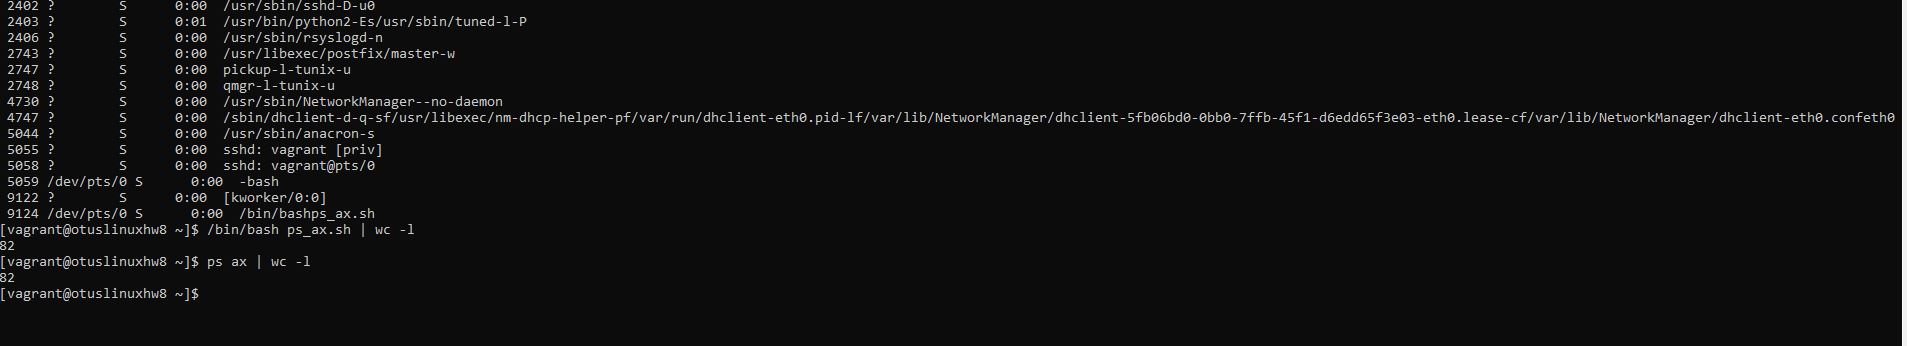 2402 ?        S      0:00  /usr/sbin/sshd-D-u0
2403 ?        S      0:01  /usr/bin/python2-Es/usr/sbin/tuned-l-P
2406 ?        S      0:00  /usr/sbin/rsyslogd-n
2743 ?        S      0:00  /usr/libexec/postfix/master-w
2747 ?        S      0:00  pickup-l-tunix-u
2748 ?        S      0:00  qmgr-l-tunix-u
4730 ?        S      0:00  /usr/sbin/NetworkManager--no-daemon
4747 ?        S      0:00  /sbin/dhclient-d-q-sf/usr/libexec/nm-dhcp-helper-pf/var/run/dhclient-eth0.pid-lf/var/lib/NetworkManager/dhclient-5fb06bd0-0bb0-7ffb-45f1-d6edd65f3e03-eth0.lease-cf/var/lib/NetworkManager/dhclient-eth0.confeth0
5044 ?        S      0:00  /usr/sbin/anacron-s
5055 ?        S      0:00  sshd: vagrant [priv]
5058 ?        S      0:00  sshd: vagrant@pts/0
5059 /dev/pts/0 S      0:00  -bash
9122 ?        S      0:00  [kworker/0:0]
9124 /dev/pts/0 S      0:00  /bin/bashps_ax.sh
[vagrant@otuslinuxhw8 ~]$ /bin/bash ps_ax.sh | wc -l
82
[vagrant@otuslinuxhw8 ~]$ ps ax | wc -l
82
[vagrant@otuslinuxhw8 ~]$